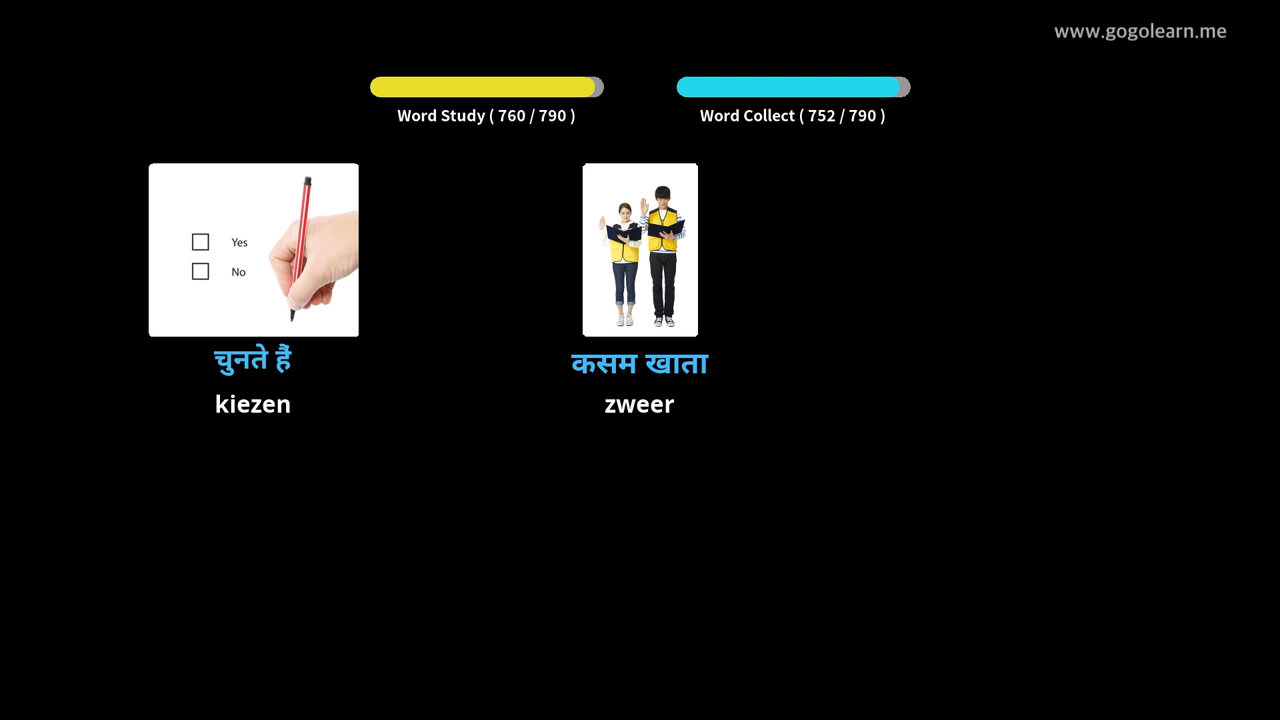 www.gogolearn.me
Word Study ( 760 / 790 )
Word Collect ( 752 / 790 )
Yes
No
चुनते हैं
कसम खाता
kiezen
zweer